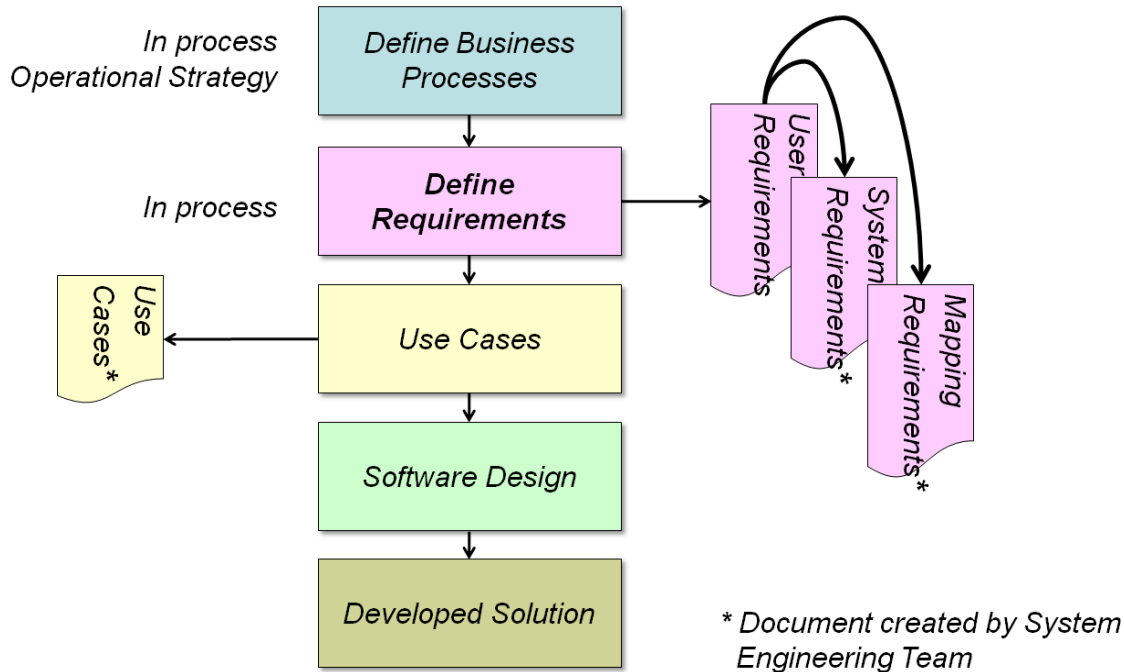 In process
Operational Strategy
Define Business
Processes
In process
Define
Requirements
User
Requirements
System
Requirements*
Mapping
Requirements*
Use
Cases*
Use Cases
Software Design
Developed Solution
* Document created by System
Engineering Team